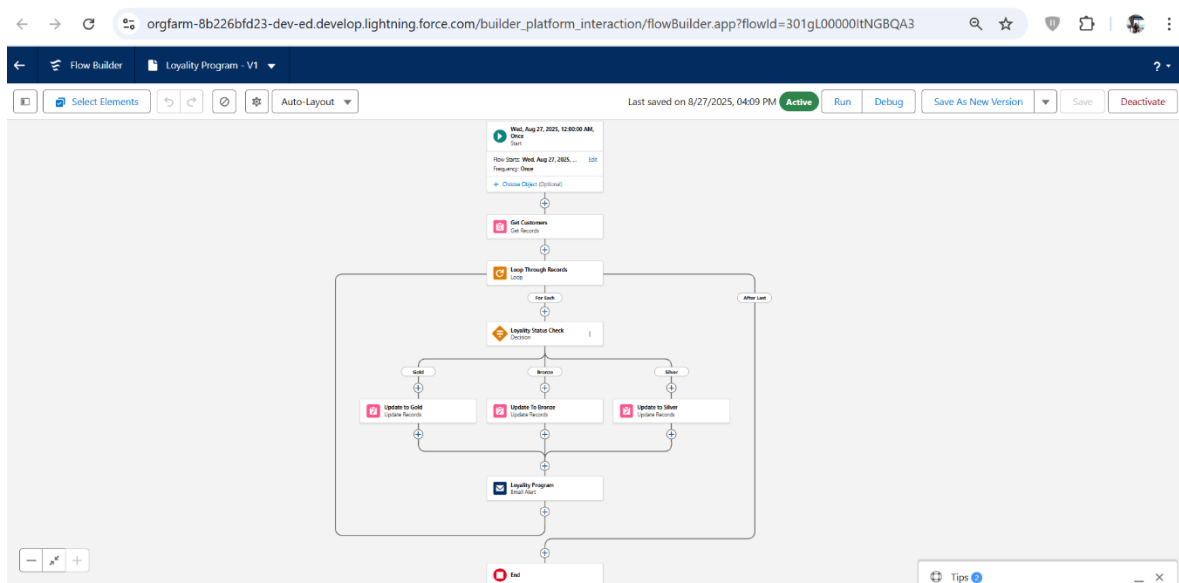 orgfarm-8b226bfd23-dev-ed.develop.lightning.force.com/builder_platform_interaction/flowBuilder.app?flowId=301gL00000ItNGBQA3
Flow Builder
Loyality Program - V1
?
Select Elements
Auto-Layout
Last saved on 8/27/2025, 04:09 PM
Active
Run
Debug
Save As New Version
Save
Deactivate
Wed, Aug 27, 2025, 12:00:00 AM,
Once
Start
Flow Starts: Wed, Aug 27, 2025, ...
Edit
Frequency: Once
+ Choose Object (Optional)
Get Customers
Get Records
Loop Through Records
Loop
For Each
After Last
Loyality Status Check
Decision
Gold
Bronze
Silver
Update to Gold
Update Records
Update To Bronze
Update Records
Update to Silver
Update Records
Loyality Program
Email Alert
End
Tips 2